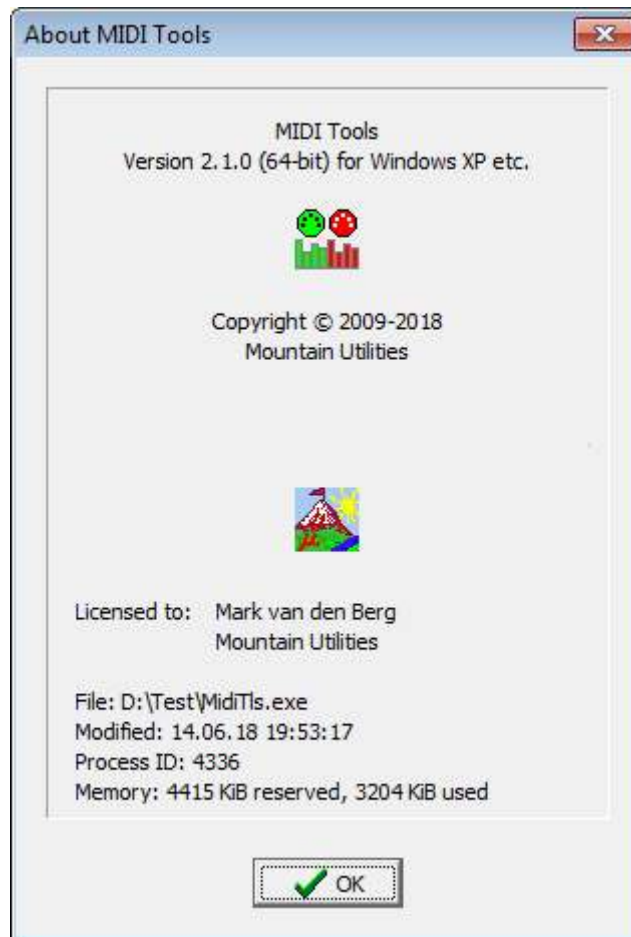 About MIDI Tools
MIDI Tools
Version 2.1.0 (64-bit) for Windows XP etc.
Copyright © 2009-2018
Mountain Utilities
μ
Licensed to: Mark van den Berg
Mountain Utilities
File: D:\Test\MidiTls.exe
Modified: 14.06.18 19:53:17
Process ID: 4336
Memory: 4415 KiB reserved, 3204 KiB used
OK